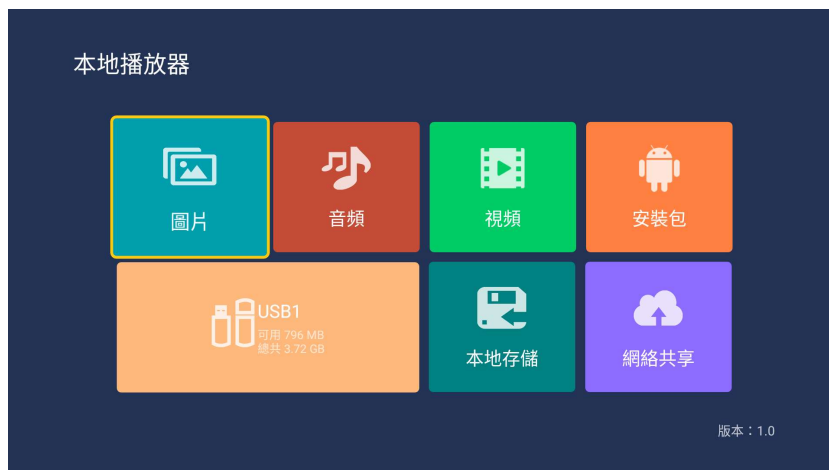 本地播放器
圖片
音頻
視頻
安裝包
USB1
可用 796 MB
總共 3.72 GB
本地存儲
網絡共享
版本：1.0